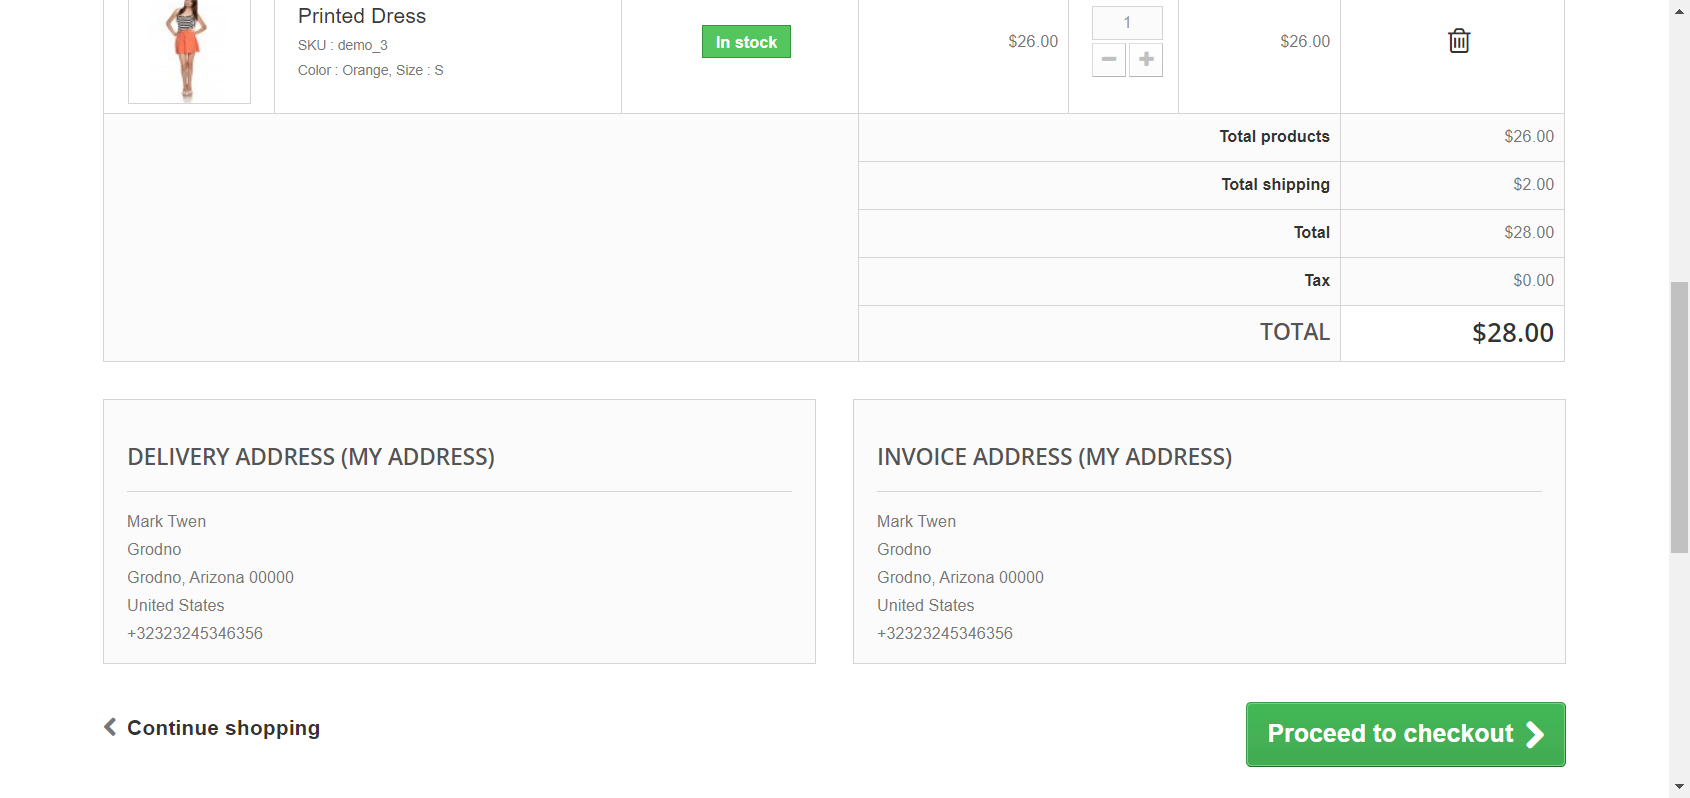 Printed Dress
SKU : demo_3
Color : Orange, Size : S
In stock
$26.00
1
$26.00
Total products $26.00
Total shipping $2.00
Total $28.00
Tax $0.00
TOTAL $28.00
DELIVERY ADDRESS (MY ADDRESS)
Mark Twen
Grodno
Grodno, Arizona 00000
United States
+32323245346356
INVOICE ADDRESS (MY ADDRESS)
Mark Twen
Grodno
Grodno, Arizona 00000
United States
+32323245346356
Continue shopping
Proceed to checkout